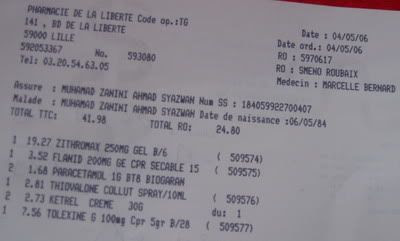 PHARMACIE DE LA LIBERTE Code op.:TG
141 , BD DE LA LIBERTE
59000 LILLE
592053367 No. 593080
Tel: 03.20.54.63.05
Date : 04/05/06
Date ord.: 04/05/06
RO : 5970617
RO : SMENO ROUBAIX
Medecin : MARCELLE BERNARD
Assure : MUHAMAD ZANINI AHMAD SYAZWAN Num SS : 184059922700407
Malade : MUHAMAD ZANINI AHMAD SYAZWAN Date de naissance :06/05/84
TOTAL TTC: 41.98 TOTAL RO: 24.80
1 19.27 ZITHROMAX 250MG GEL B/6 ( 509574)
1 3.52 FLANID 200MG GE CPR SECABLE 15 ( 509575)
2 1.68 PARACETAMOL 1G BT8 BIOGARAN
1 2.81 THIOVALONE COLLUT SPRAY/10ML ( 509576)
2 2.73 KETREL CREME 30G du: 1
1 7.56 TOLEXINE G 100mg Cpr 5gr B/28 ( 509577)